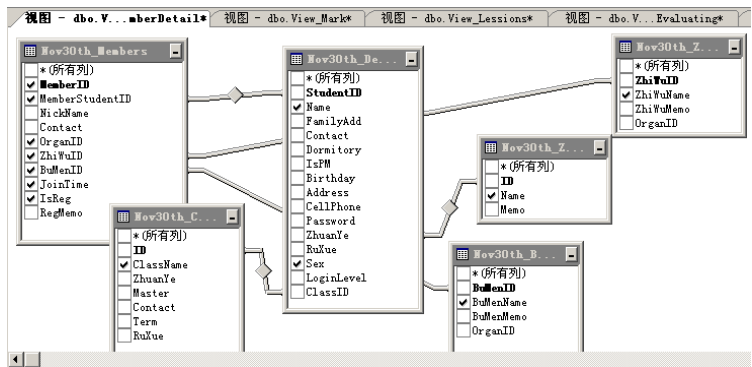 视图 - dbo.V...mberDetail*
视图 - dbo.View_Mark*
视图 - dbo.View_Lessions*
视图 - dbo.V...Evaluating*
Nov30th_Members
*(所有列)
MemberID
MemberStudentID
NickName
Contact
OrganID
ZhiWuID
BuMenID
JoinTime
IsReg
RegMemo
Nov30th_De...
*(所有列)
StudentID
Name
FamilyAdd
Contact
Dormitory
IsPM
Birthday
Address
CellPhone
Password
ZhuanYe
RuXue
Sex
LoginLevel
ClassID
Nov30th_Z...
*(所有列)
ZhiWuID
ZhiWuName
ZhiWuMemo
OrganID
Nov30th_Z...
*(所有列)
ID
Name
Memo
Nov30th_C...
*(所有列)
ID
ClassName
ZhuanYe
Master
Contact
Term
RuXue
Nov30th_B...
*(所有列)
BuMenID
BuMenName
BuMenMemo
OrganID